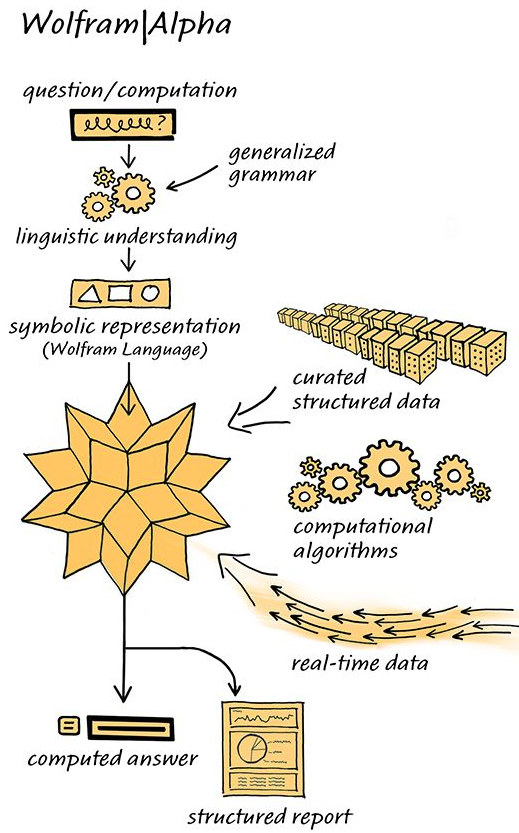 Wolfram|Alpha
question/computation
?
generalized
grammar
linguistic understanding
symbolic representation
(Wolfram Language)
curated
structured data
computational
algorithms
real-time data
=
computed answer
structured report